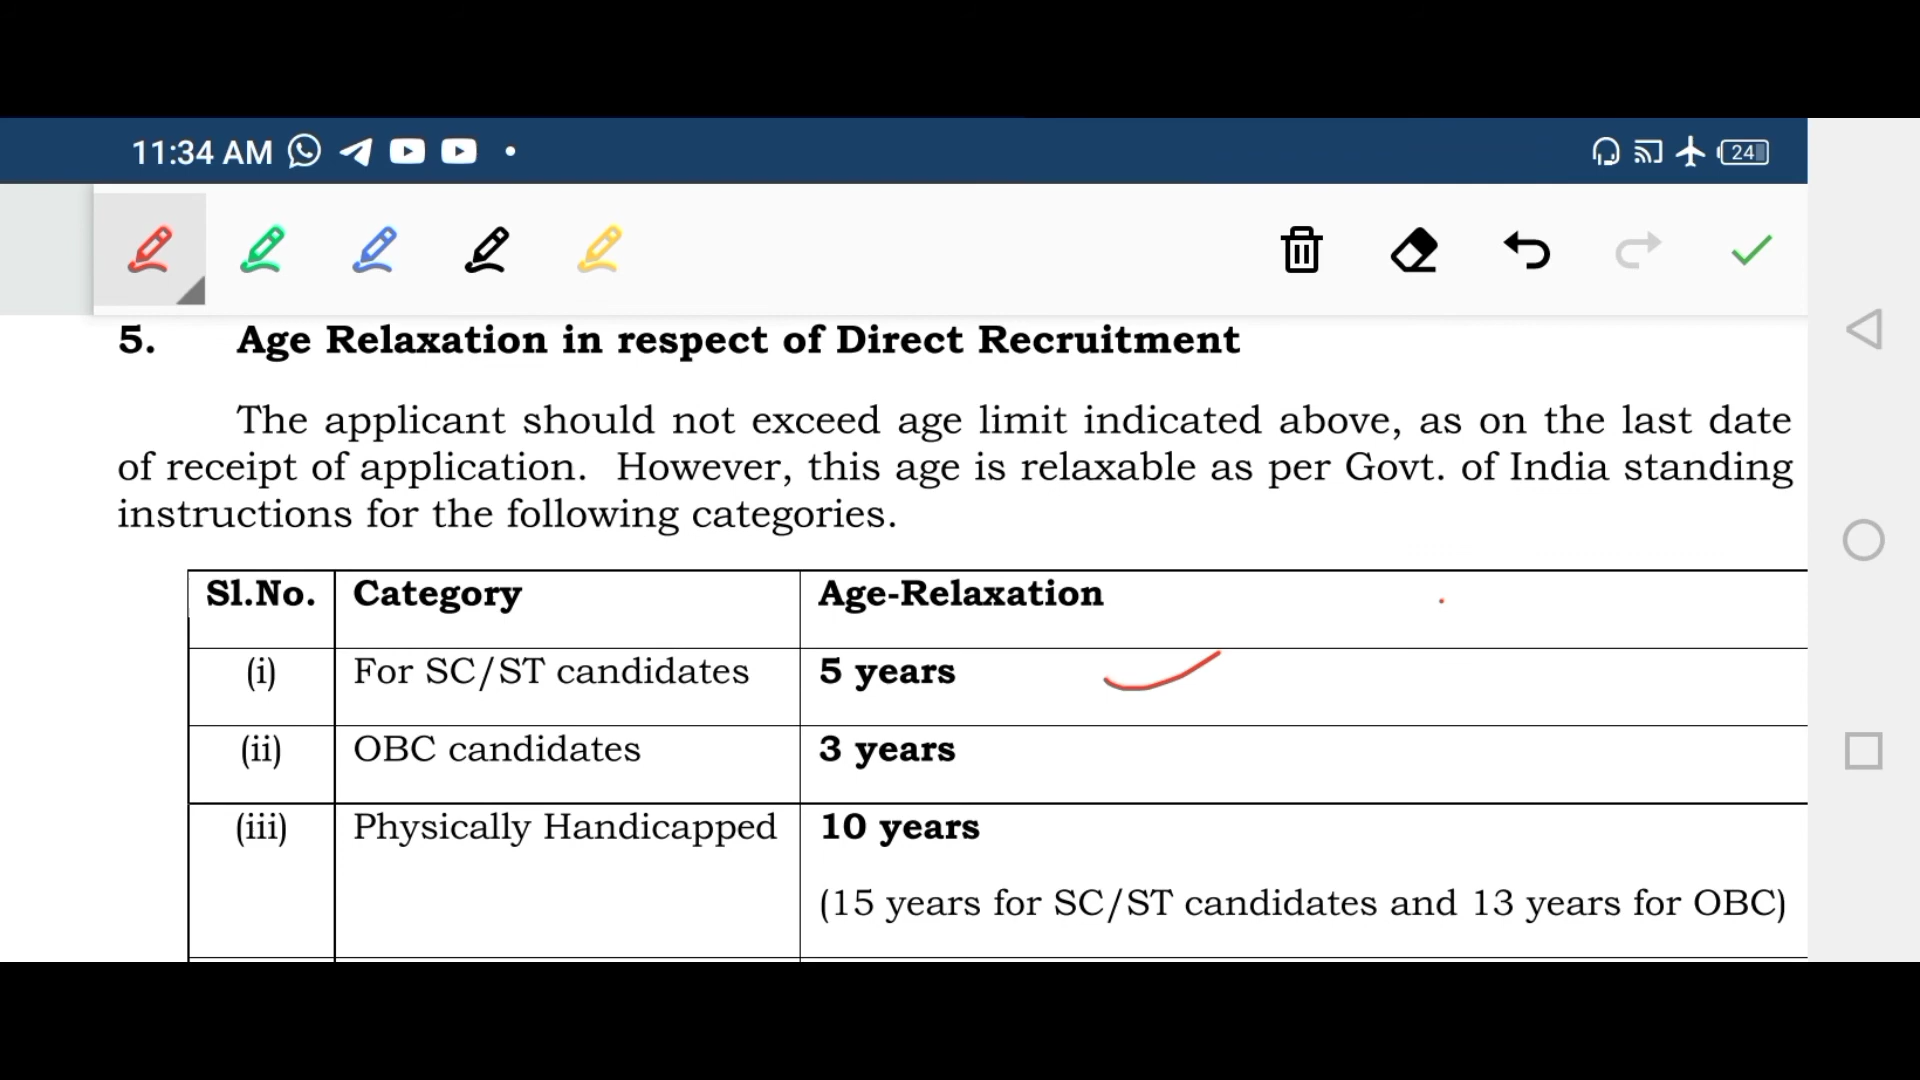 11:34 AM
24
5. Age Relaxation in respect of Direct Recruitment
The applicant should not exceed age limit indicated above, as on the last date
of receipt of application. However, this age is relaxable as per Govt. of India standing
instructions for the following categories.
Sl.No. Category Age-Relaxation
(i) For SC/ST candidates 5 years
(ii) OBC candidates 3 years
(iii) Physically Handicapped 10 years
(15 years for SC/ST candidates and 13 years for OBC)